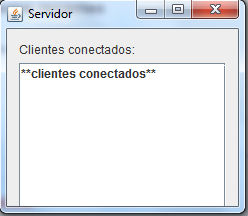 Servidor
Clientes conectados:
**clientes conectados**